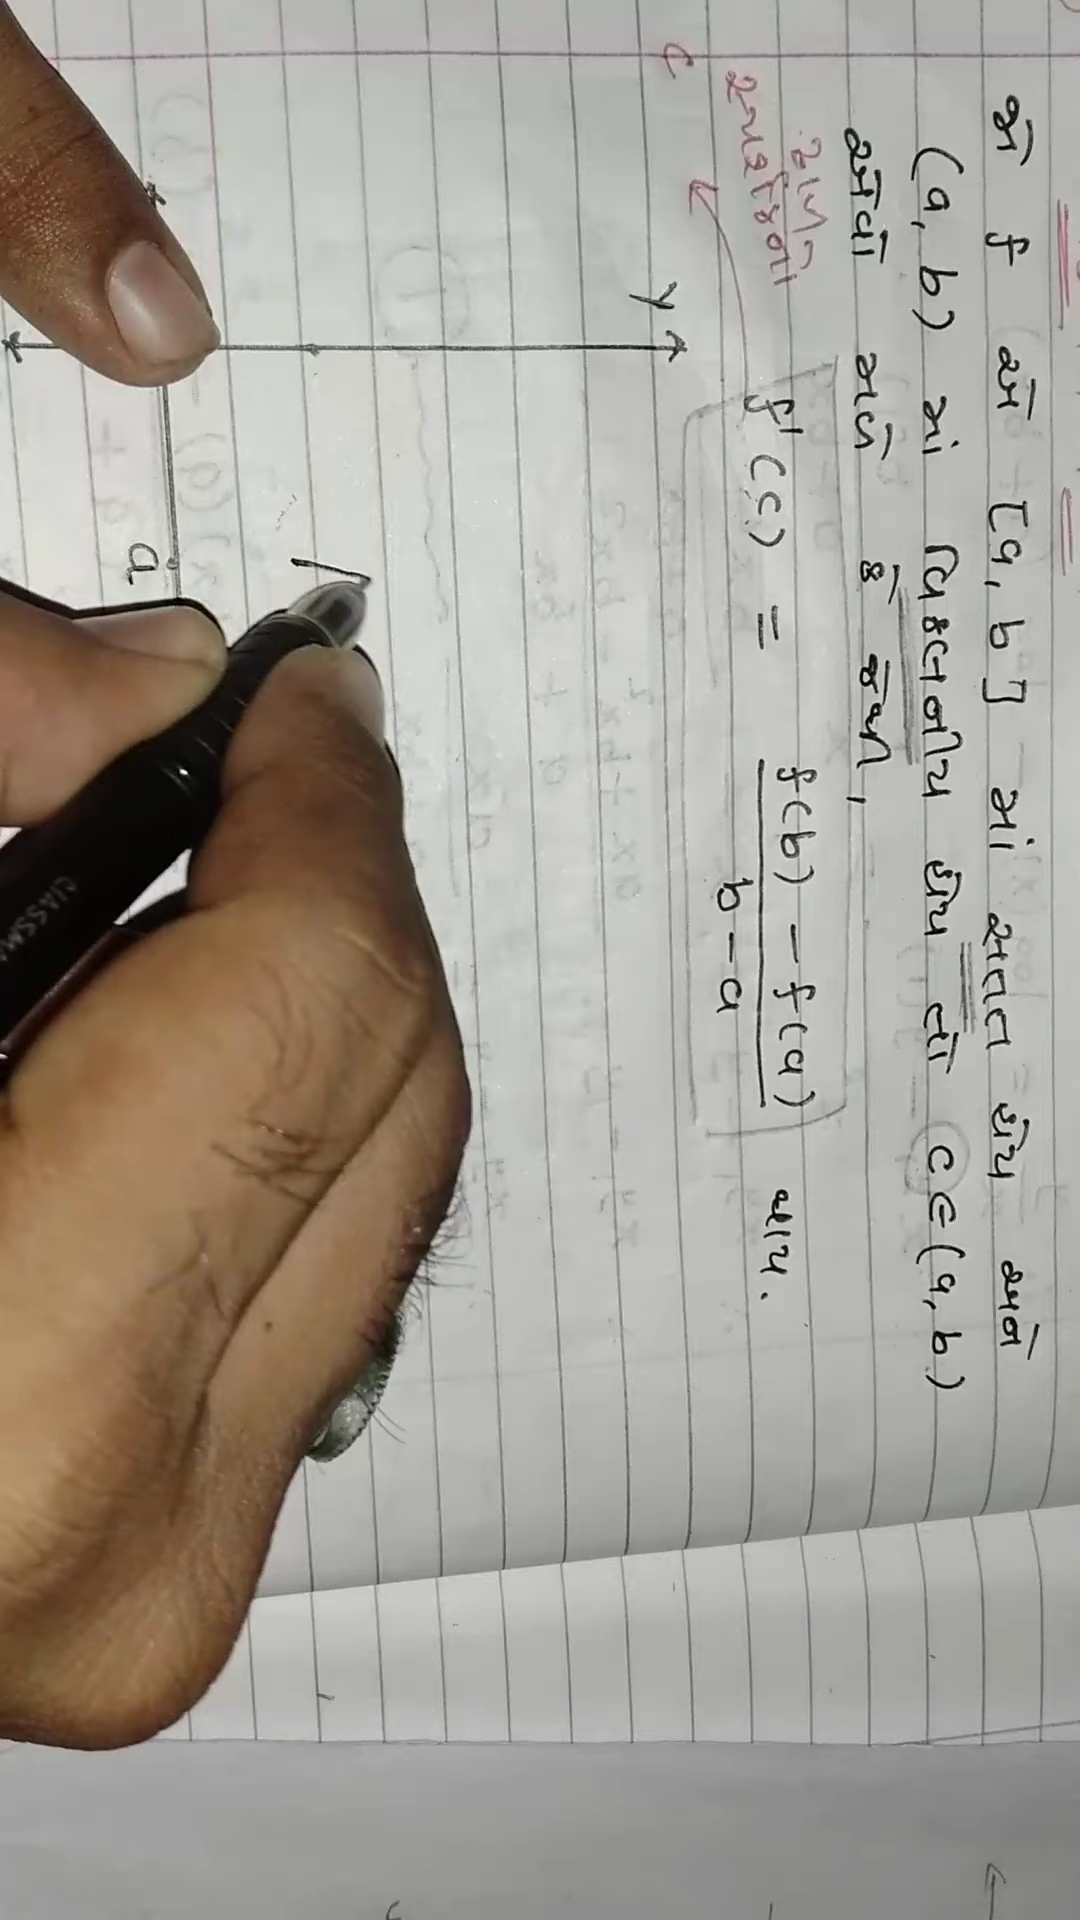 જો f એ [a, b] માં સતત હોય અને
(a, b) માં વિકલનીય હોય તો c ∈ (a, b)
એવો મળે કે જેથી,
f'(c) = f(b) - f(a) / b - a થાય.
c
y
a